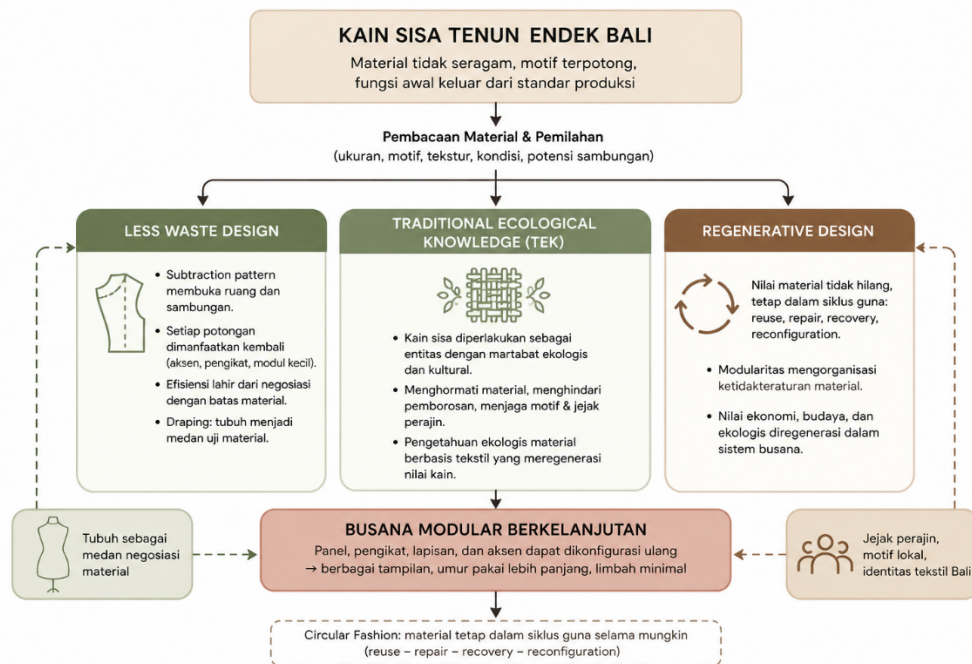 KAIN SISA TENUN ENDEK BALI
Material tidak seragam, motif terpotong,
fungsi awal keluar dari standar produksi
Pembacaan Material & Pemilahan
(ukuran, motif, tekstur, kondisi, potensi sambungan)
LESS WASTE DESIGN
• Subtraction pattern
membuka ruang dan
sambungan.
• Setiap potongan
dimanfaatkan kembali
(aksen, pengikat, modul kecil).
• Efisiensi lahir dari negosiasi
dengan batas material.
• Draping: tubuh menjadi
medan uji material.
TRADITIONAL ECOLOGICAL
KNOWLEDGE (TEK)
• Kain sisa diperlakukan sebagai
entitas dengan martabat ekologis
dan kultural.
• Menghormati material, menghindari
pemborosan, menjaga motif & jejak
perajin.
• Pengetahuan ekologis material
berbasis tekstil yang meregenerasi
nilai kain.
REGENERATIVE DESIGN
Nilai material tidak hilang,
tetap dalam siklus guna:
reuse, repair, recovery,
reconfiguration.
• Modularitas mengorganisasi
ketidakteraturan material.
• Nilai ekonomi, budaya, dan
ekologis diregenerasi dalam
sistem busana.
Tubuh sebagai
medan negosiasi
material
BUSANA MODULAR BERKELANJUTAN
Panel, pengikat, lapisan, dan aksen dapat dikonfigurasi ulang
→ berbagai tampilan, umur pakai lebih panjang, limbah minimal
Jejak perajin,
motif lokal,
identitas tekstil Bali
Circular Fashion: material tetap dalam siklus guna selama mungkin
(reuse – repair – recovery – reconfiguration)